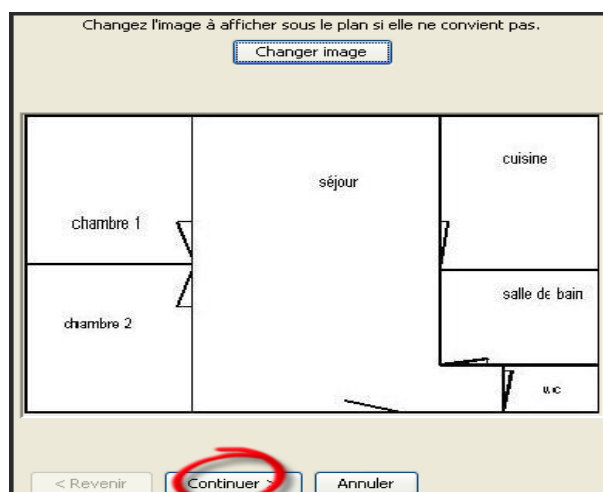 Changez l'image à afficher sous le plan si elle ne convient pas.
Changer image
cuisine
séjour
chambre 1
salle de bain
chambre 2
wc
< Revenir
Continuer >
Annuler